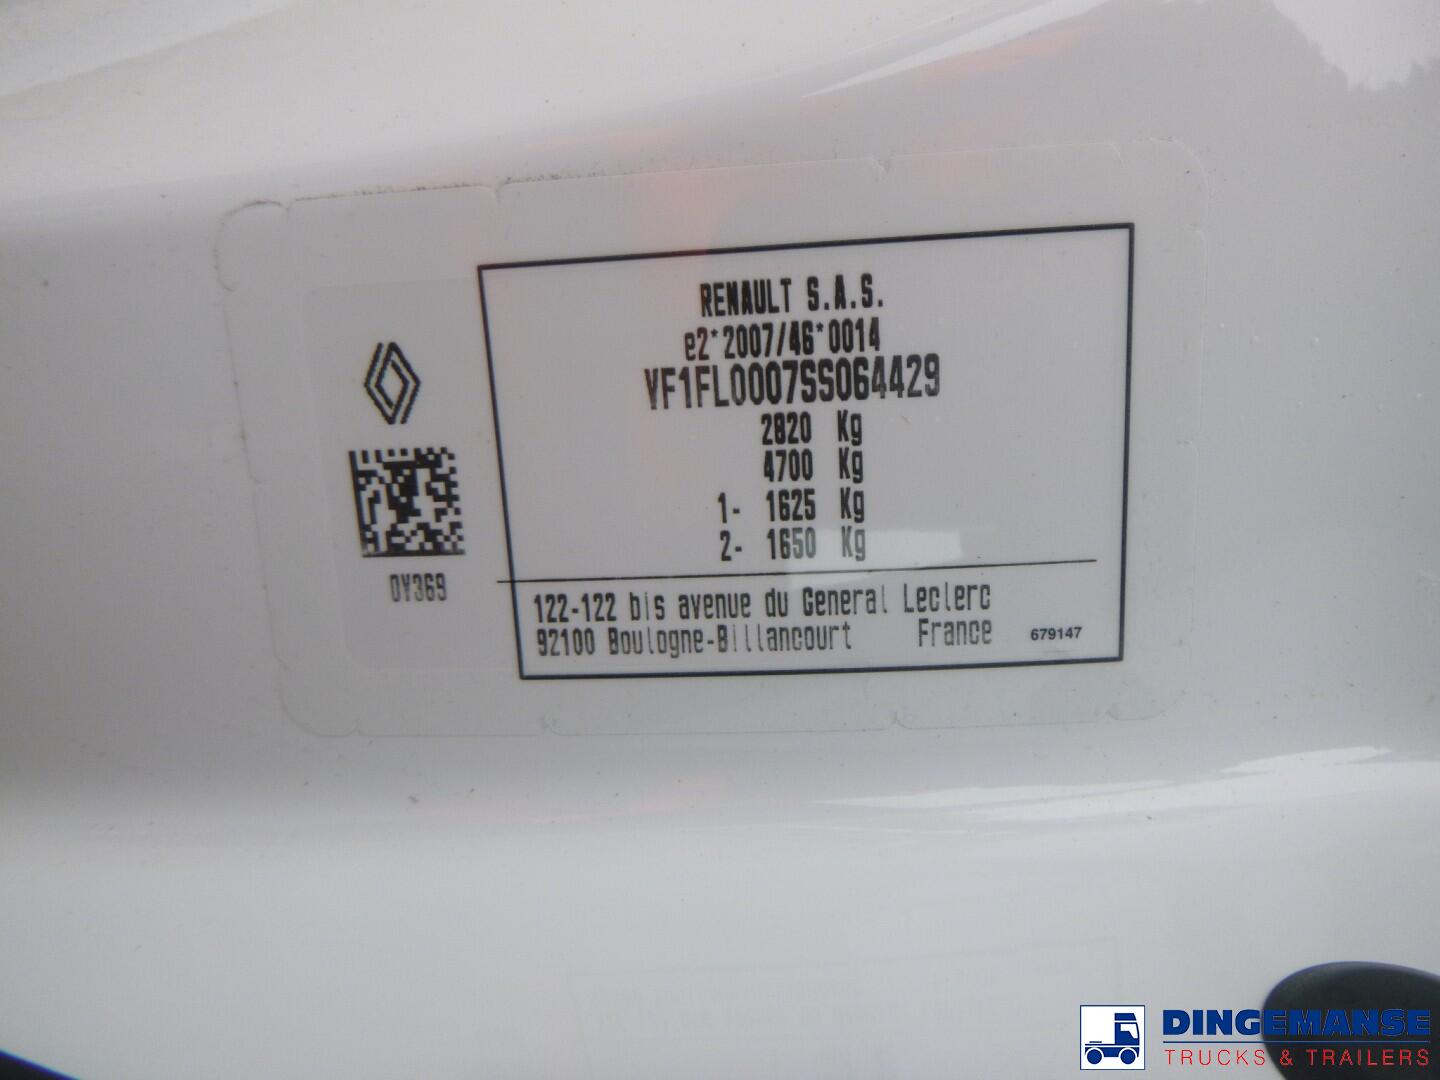 RENAULT S.A.S.
e2*2007/46*0014
VF1FL0007SS064429
2820 Kg
4700 Kg
1- 1625 Kg
2- 1650 Kg
0Y369
122-122 bis avenue du General Leclerc
92100 Boulogne-Billancourt France 679147
DINGEMANSE
TRUCKS & TRAILERS